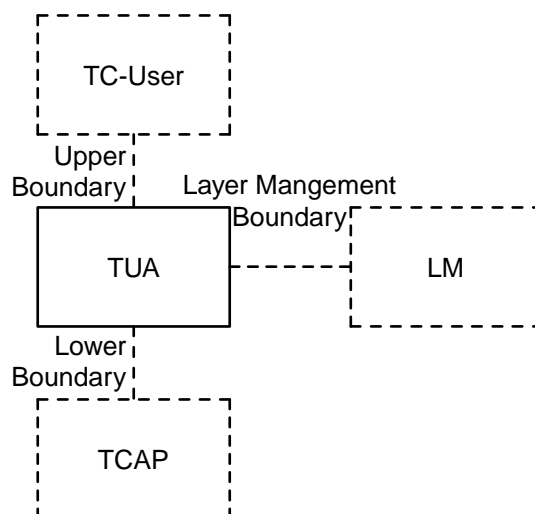 TC-User
Upper
Boundary
Layer Mangement
Boundary
TUA
LM
Lower
Boundary
TCAP